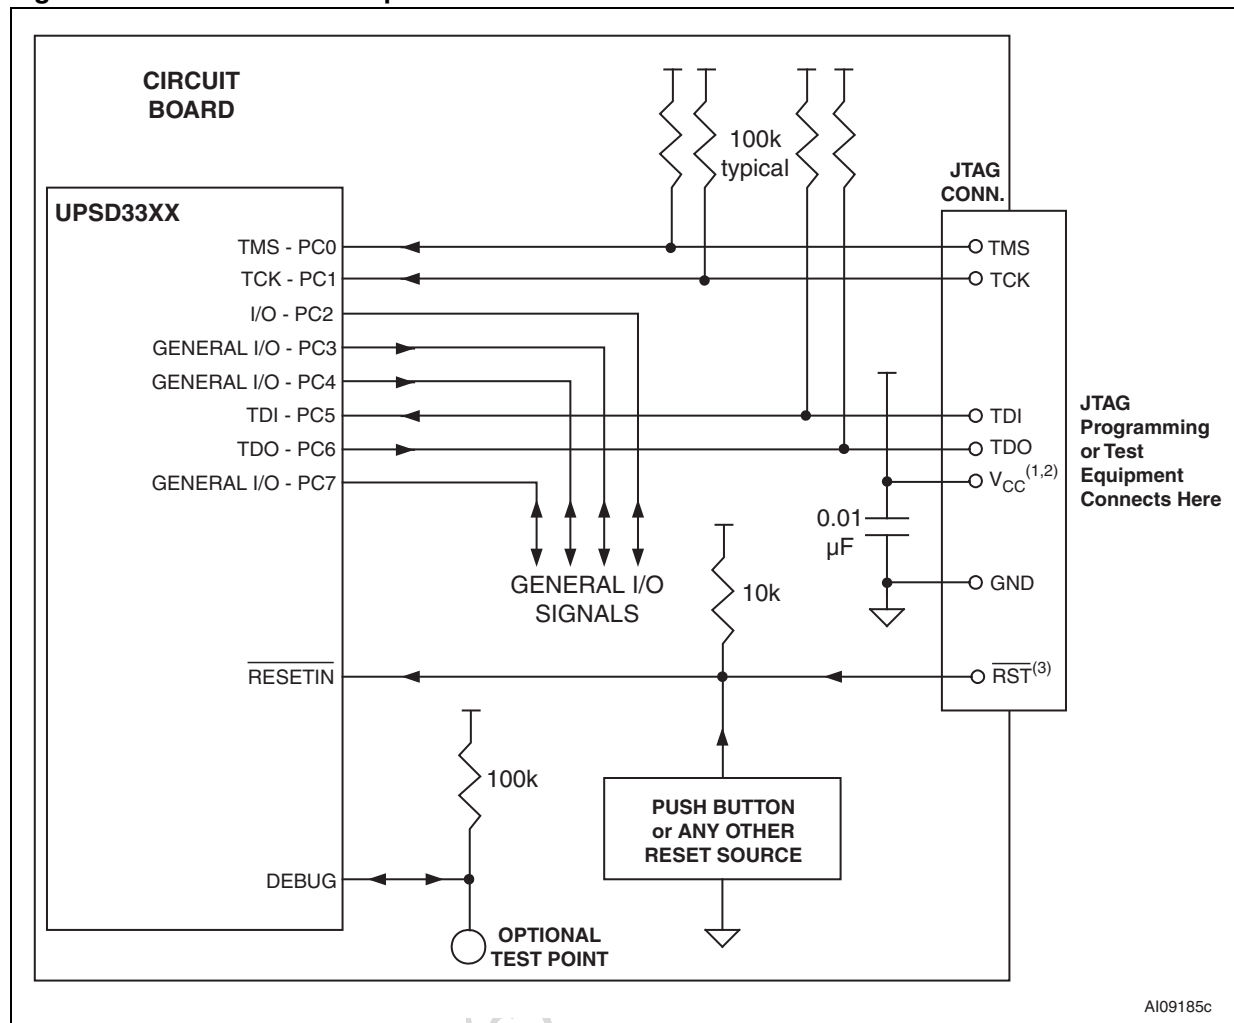 CIRCUIT
BOARD
100k
typical
JTAG
CONN.
UPSD33XX
TMS - PC0
TMS
TCK - PC1
TCK
I/O - PC2
GENERAL I/O - PC3
GENERAL I/O - PC4
TDI - PC5
TDI
TDO - PC6
TDO
GENERAL I/O - PC7
VCC(1,2)
JTAG
Programming
or Test
Equipment
Connects Here
0.01
µF
GENERAL I/O
SIGNALS
10k
GND
RESETIN
RST(3)
100k
PUSH BUTTON
or ANY OTHER
RESET SOURCE
DEBUG
OPTIONAL
TEST POINT
AI09185c